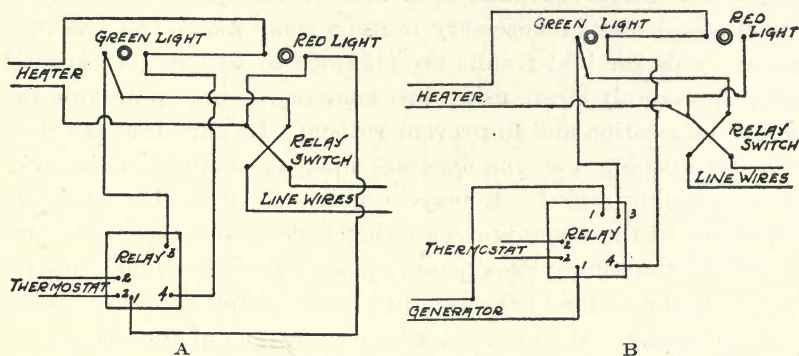 GREEN LIGHT
RED LIGHT
HEATER
RELAY
SWITCH
LINE WIRES
RELAY 3
2
THERMOSTAT 2 1 4
A
GREEN LIGHT
RED
LIGHT
HEATER.
RELAY
SWITCH
LINE WIRES
1 3
RELAY
2
THERMOSTAT
2 1 4
GENERATOR
B